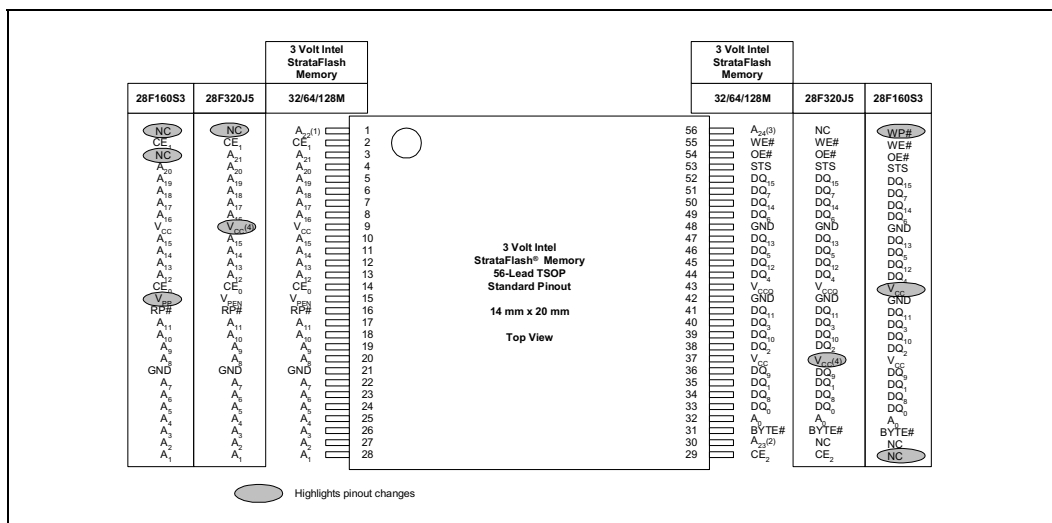 3 Volt Intel
StrataFlash
Memory
3 Volt Intel
StrataFlash
Memory
28F160S3 28F320J5 32/64/128M 32/64/128M 28F320J5 28F160S3
NC NC A22(1) 1 56 A24(3) NC WP#
CE1 CE1 CE1 2 55 WE# WE# WE#
NC A21 A21 3 54 OE# OE# OE#
A20 A20 A20 4 53 STS STS STS
A19 A19 A19 5 52 DQ15 DQ15 DQ15
A18 A18 A18 6 51 DQ7 DQ7 DQ7
A17 A17 A17 7 50 DQ14 DQ14 DQ14
A16 A16 A16 8 49 DQ6 DQ6 DQ6
VCC VCC(4) VCC 9 48 GND GND GND
A15 A15 A15 10 47 DQ13 DQ13 DQ13
A14 A14 A14 11 46 DQ5 DQ5 DQ5
A13 A13 A13 12 45 DQ12 DQ12 DQ12
A12 A12 A12 13 44 DQ4 DQ4 DQ4
CE0 CE0 CE0 14 43 VCCQ VCCQ VCC
VPP VPEN VPEN 15 42 GND GND GND
RP# RP# RP# 16 41 DQ11 DQ11 DQ11
A11 A11 A11 17 40 DQ3 DQ3 DQ3
A10 A10 A10 18 39 DQ10 DQ10 DQ10
A9 A9 A9 19 38 DQ2 DQ2 DQ2
A8 A8 A8 20 37 VCC VCC(4) VCC
GND GND GND 21 36 DQ9 DQ9 DQ9
A7 A7 A7 22 35 DQ1 DQ1 DQ1
A6 A6 A6 23 34 DQ8 DQ8 DQ8
A5 A5 A5 24 33 DQ0 DQ0 DQ0
A4 A4 A4 25 32 A0 A0 A0
A3 A3 A3 26 31 BYTE# BYTE# BYTE#
A2 A2 A2 27 30 A23(2) NC NC
A1 A1 A1 28 29 CE2 CE2 NC
3 Volt Intel
StrataFlash® Memory
56-Lead TSOP
Standard Pinout
14 mm x 20 mm
Top View
Highlights pinout changes